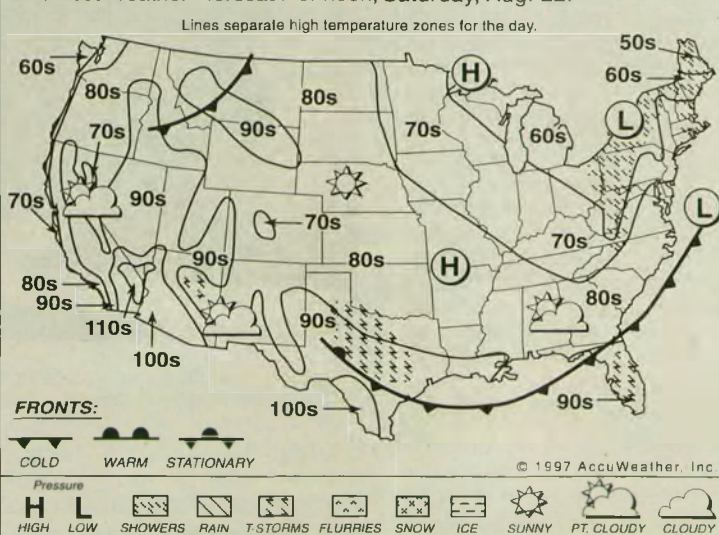 Lines separate high temperature zones for the day.
50s
60s
60s
80s
80s
70s
90s
70s
60s
70s
90s
70s
70s
90s
80s
70s
80s
80s
90s
110s
90s
100s
100s
90s
H
H
L
L
FRONTS:
COLD WARM STATIONARY
© 1997 AccuWeather, Inc.
Pressure
H L
HIGH LOW SHOWERS RAIN T-STORMS FLURRIES SNOW ICE SUNNY PT. CLOUDY CLOUDY